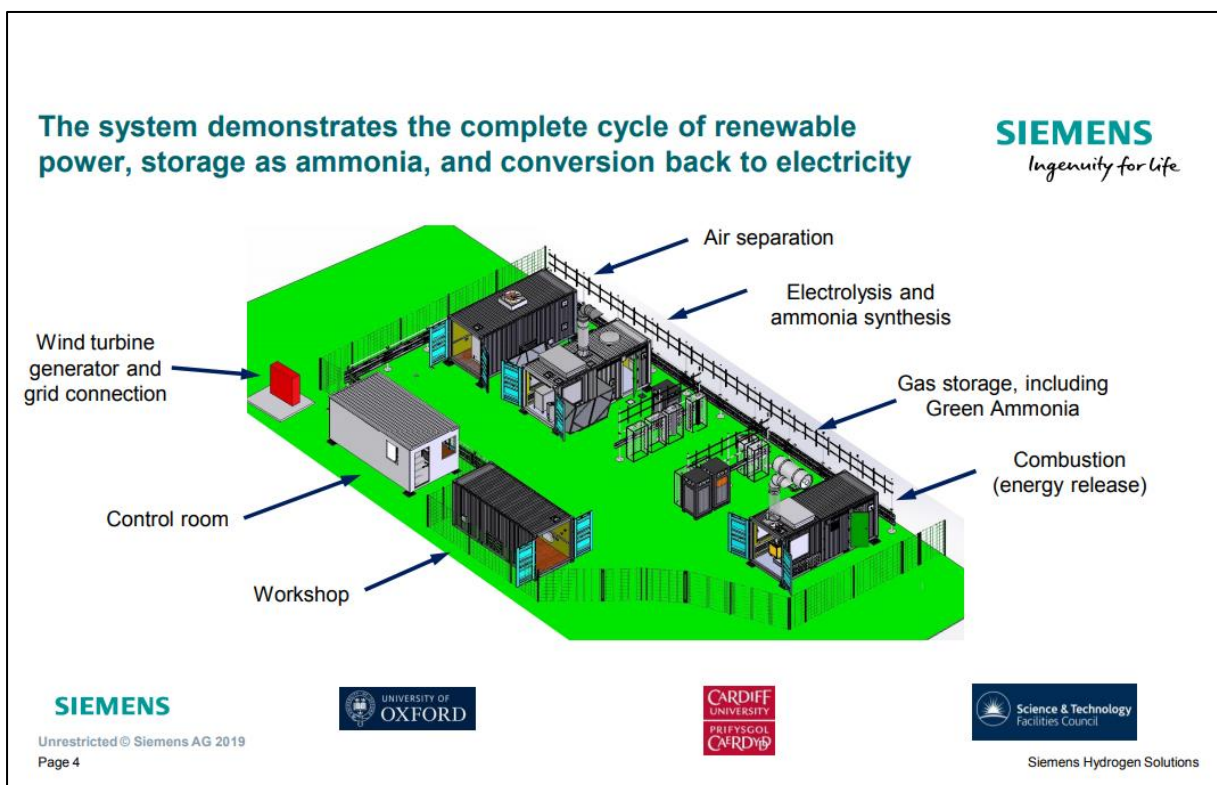 The system demonstrates the complete cycle of renewable
power, storage as ammonia, and conversion back to electricity
SIEMENS
Ingenuity for life
Air separation
Electrolysis and
ammonia synthesis
Wind turbine
generator and
grid connection
Gas storage, including
Green Ammonia
Combustion
(energy release)
Control room
Workshop
SIEMENS
UNIVERSITY OF
OXFORD
CARDIFF
UNIVERSITY
PRIFYSGOL
CAERDYDD
Science & Technology
Facilities Council
Unrestricted © Siemens AG 2019
Page 4
Siemens Hydrogen Solutions